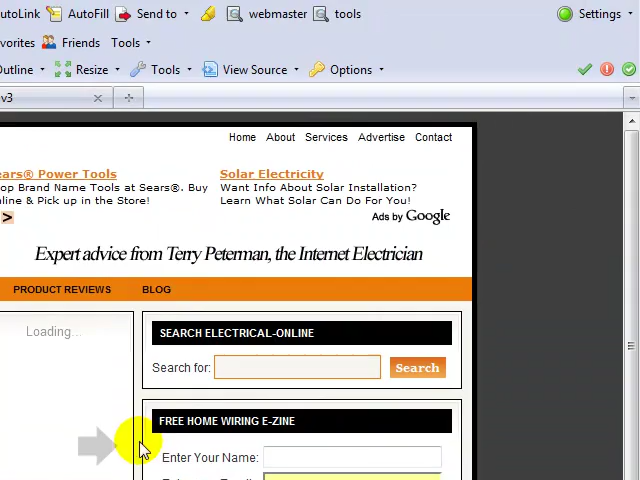 utoLink AutoFill Send to webmaster tools Settings
vorites Friends Tools
Outline Resize Tools View Source Options
v3
Home About Services Advertise Contact
ears® Power Tools Solar Electricity
op Brand Name Tools at Sears®. Buy Want Info About Solar Installation?
nline & Pick up in the Store! Learn What Solar Can Do For You!
> Ads by Google
Expert advice from Terry Peterman, the Internet Electrician
PRODUCT REVIEWS BLOG
Loading... SEARCH ELECTRICAL-ONLINE
Search for: Search
FREE HOME WIRING E-ZINE
Enter Your Name: